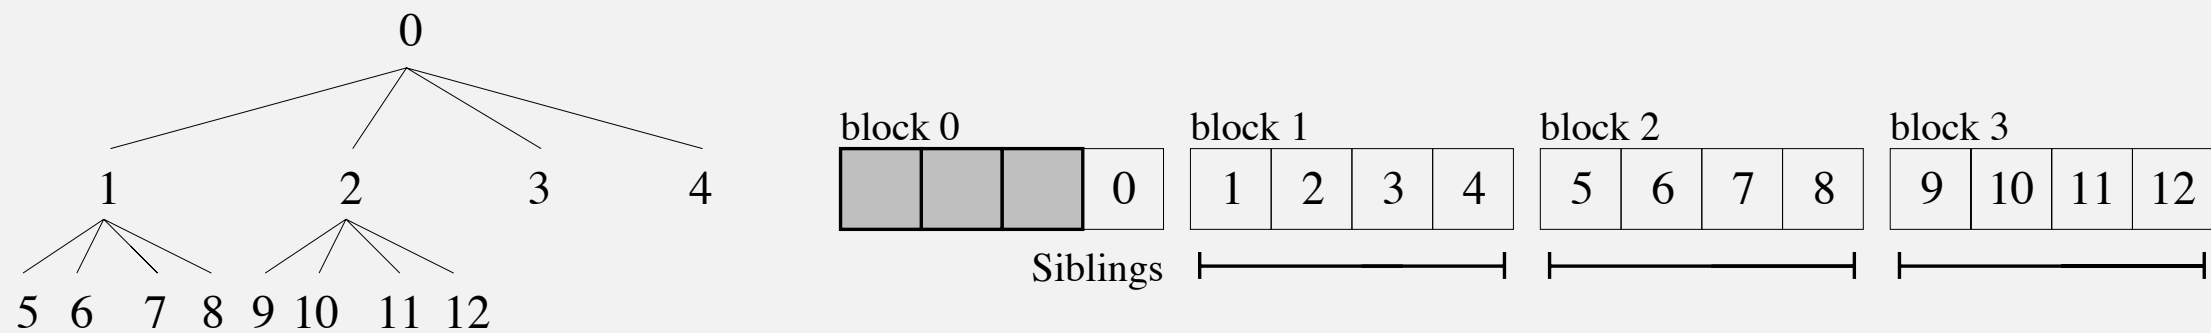 0
1 2 3 4
5 6 7 8 9 10 11 12
block 0 block 1 block 2 block 3
0 1 2 3 4 5 6 7 8 9 10 11 12
Siblings